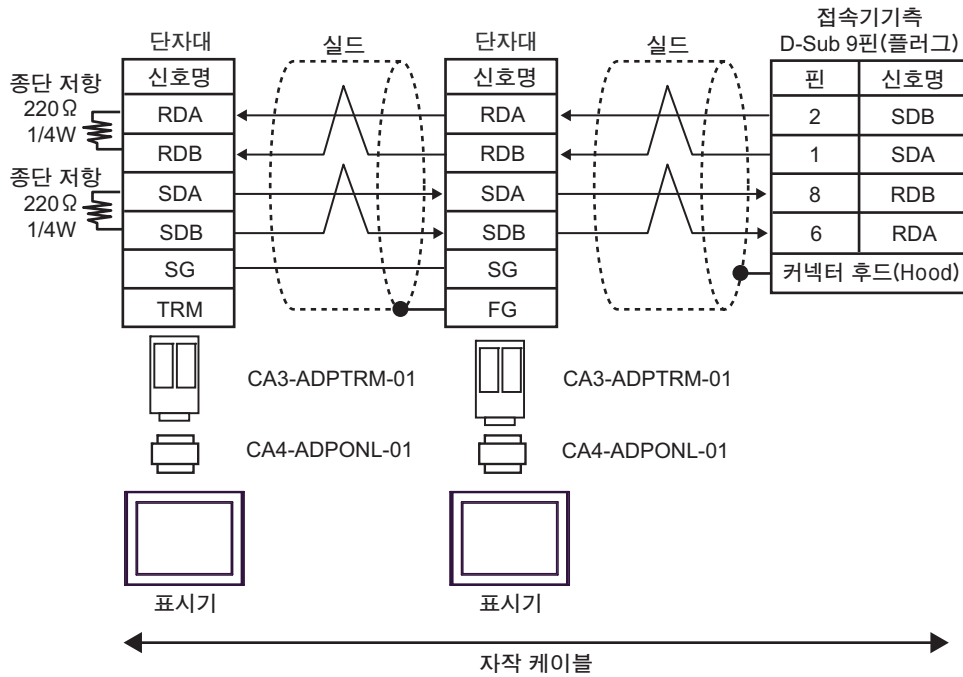 접속기기측
D-Sub 9핀(플러그)
단자대
실드
단자대
실드
종단 저항
220Ω
1/4W
종단 저항
220Ω
1/4W
신호명
RDA
RDB
SDA
SDB
SG
TRM
신호명
RDA
RDB
SDA
SDB
SG
FG
핀 신호명
2 SDB
1 SDA
8 RDB
6 RDA
커넥터 후드(Hood)
CA3-ADPTRM-01
CA3-ADPTRM-01
CA4-ADPONL-01
CA4-ADPONL-01
표시기
표시기
자작 케이블